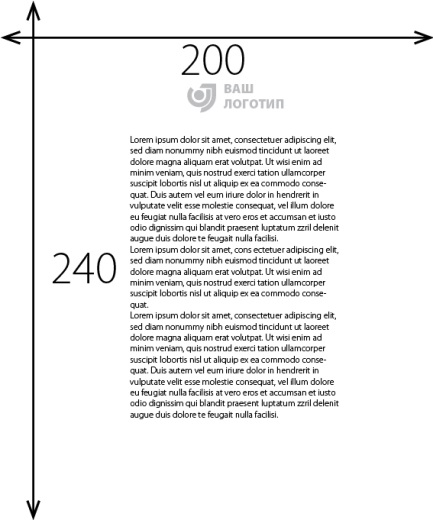 200
ВАШ
ЛОГОТИП
Lorem ipsum dolor sit amet, consectetuer adipiscing elit,
sed diam nonummy nibh euismod tincidunt ut laoreet
dolore magna aliquam erat volutpat. Ut wisi enim ad
minim veniam, quis nostrud exerci tation ullamcorper
suscipit lobortis nisl ut aliquip ex ea commodo conse-
quat. Duis autem vel eum iriure dolor in hendrerit in
vulputate velit esse molestie consequat, vel illum dolore
eu feugiat nulla facilisis at vero eros et accumsan et iusto
odio dignissim qui blandit praesent luptatum zzril delenit
augue duis dolore te feugait nulla facilisi.
Lorem ipsum dolor sit amet, cons ectetuer adipiscing elit,
sed diam nonummy nibh euismod tincidunt ut laoreet
240
dolore magna aliquam erat volutpat. Ut wisi enim ad
minim veniam, quis nostrud exerci tation ullamcorper
suscipit lobortis nisl ut aliquip ex ea commodo conse-
quat.
Lorem ipsum dolor sit amet, consectetuer adipiscing elit,
sed diam nonummy nibh euismod tincidunt ut laoreet
dolore magna aliquam erat volutpat. Ut wisi enim ad
minim veniam, quis nostrud exerci tation ullamcorper
suscipit lobortis nisl ut aliquip ex ea commodo conse-
quat. Duis autem vel eum iriure dolor in hendrerit in
vulputate velit esse molestie consequat, vel illum dolore
eu feugiat nulla facilisis at vero eros et accumsan et iusto
odio dignissim qui blandit praesent luptatum zzril delenit
augue duis dolore te feugait nulla facilisi.